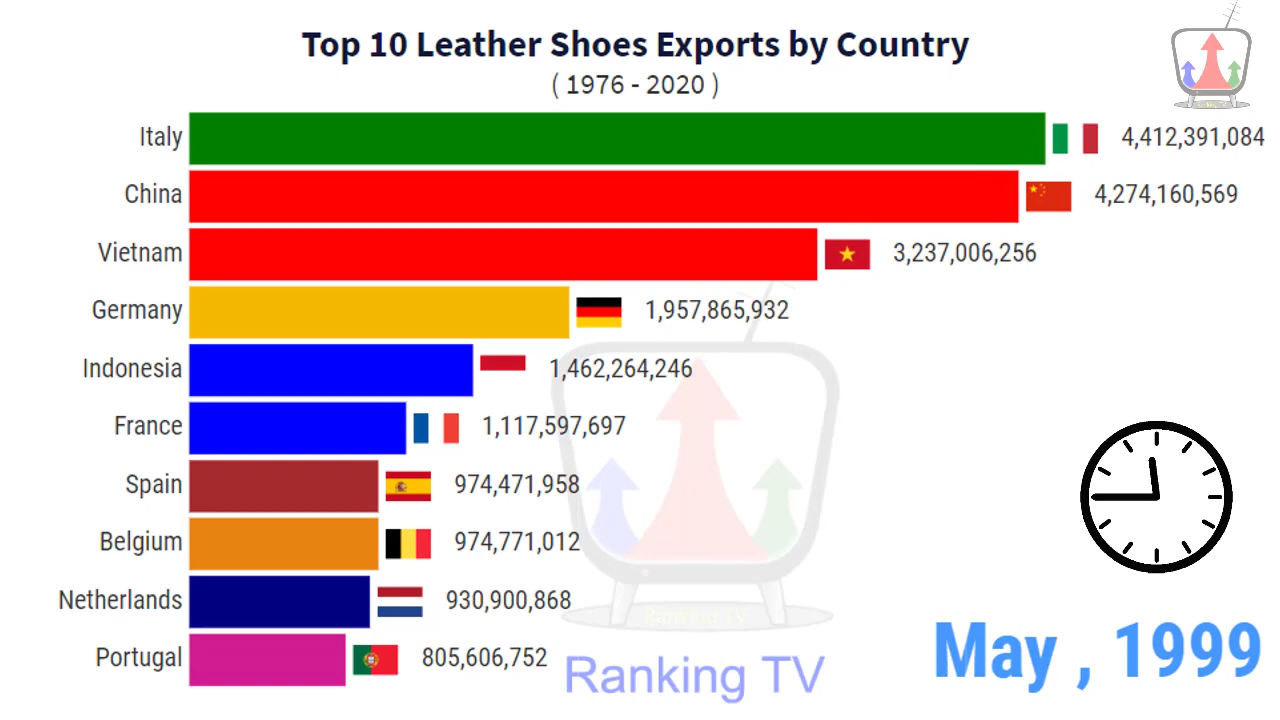 Top 10 Leather Shoes Exports by Country
( 1976 - 2020 )
Italy 4,412,391,084
China 4,274,160,569
Vietnam 3,237,006,256
Germany 1,957,865,932
Indonesia 1,462,264,246
France 1,117,597,697
Spain 974,471,958
Belgium 974,771,012
Netherlands 930,900,868
Ranking TV
Portugal 805,606,752
Ranking TV
May , 1999